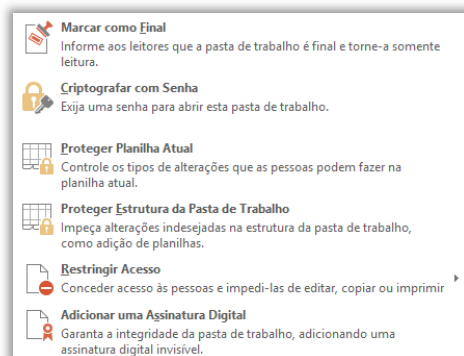 Marcar como Final
Informe aos leitores que a pasta de trabalho é final e torne-a somente
leitura.
Criptografar com Senha
Exija uma senha para abrir esta pasta de trabalho.
Proteger Planilha Atual
Controle os tipos de alterações que as pessoas podem fazer na
planilha atual.
Proteger Estrutura da Pasta de Trabalho
Impeça alterações indesejadas na estrutura da pasta de trabalho,
como adição de planilhas.
Restringir Acesso
Conceder acesso às pessoas e impedi-las de editar, copiar ou imprimir
Adicionar uma Assinatura Digital
Garanta a integridade da pasta de trabalho, adicionando uma
assinatura digital invisível.